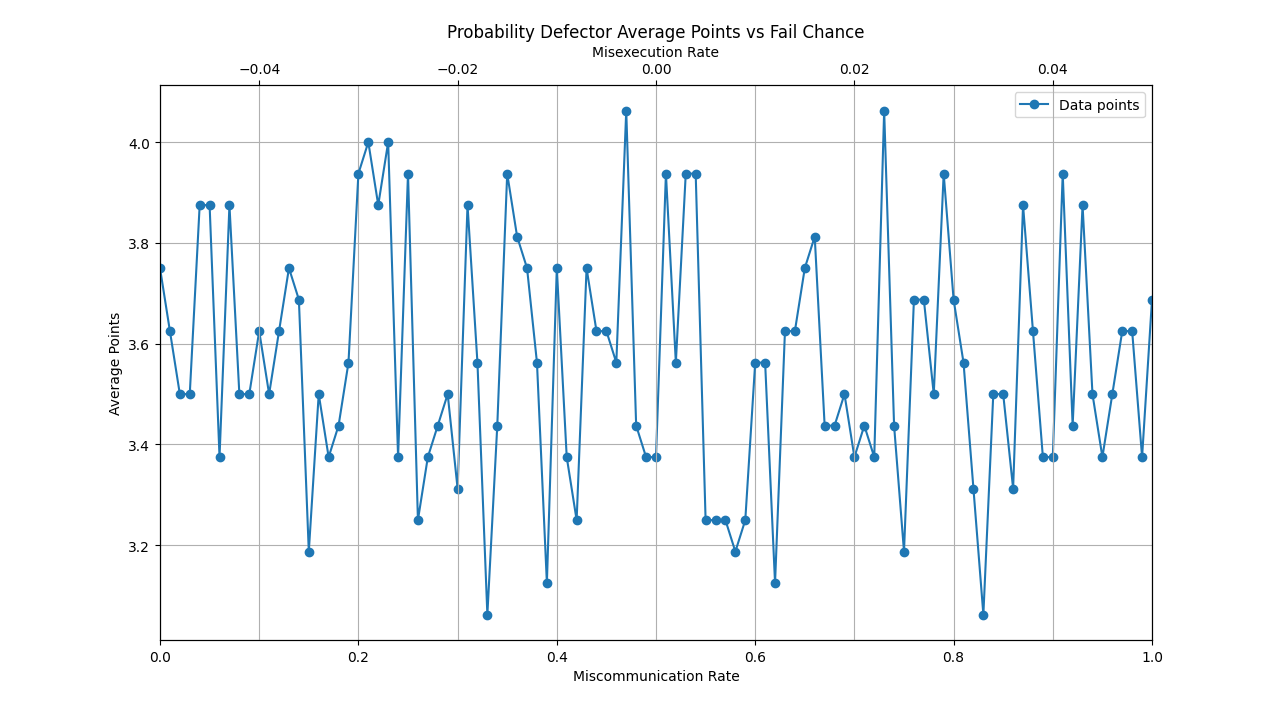 Probability Defector Average Points vs Fail Chance
Misexecution Rate
−0.04 −0.02 0.00 0.02 0.04
Data points
4.0
3.8
3.6
3.4
3.2
Average Points
0.0 0.2 0.4 0.6 0.8 1.0
Miscommunication Rate